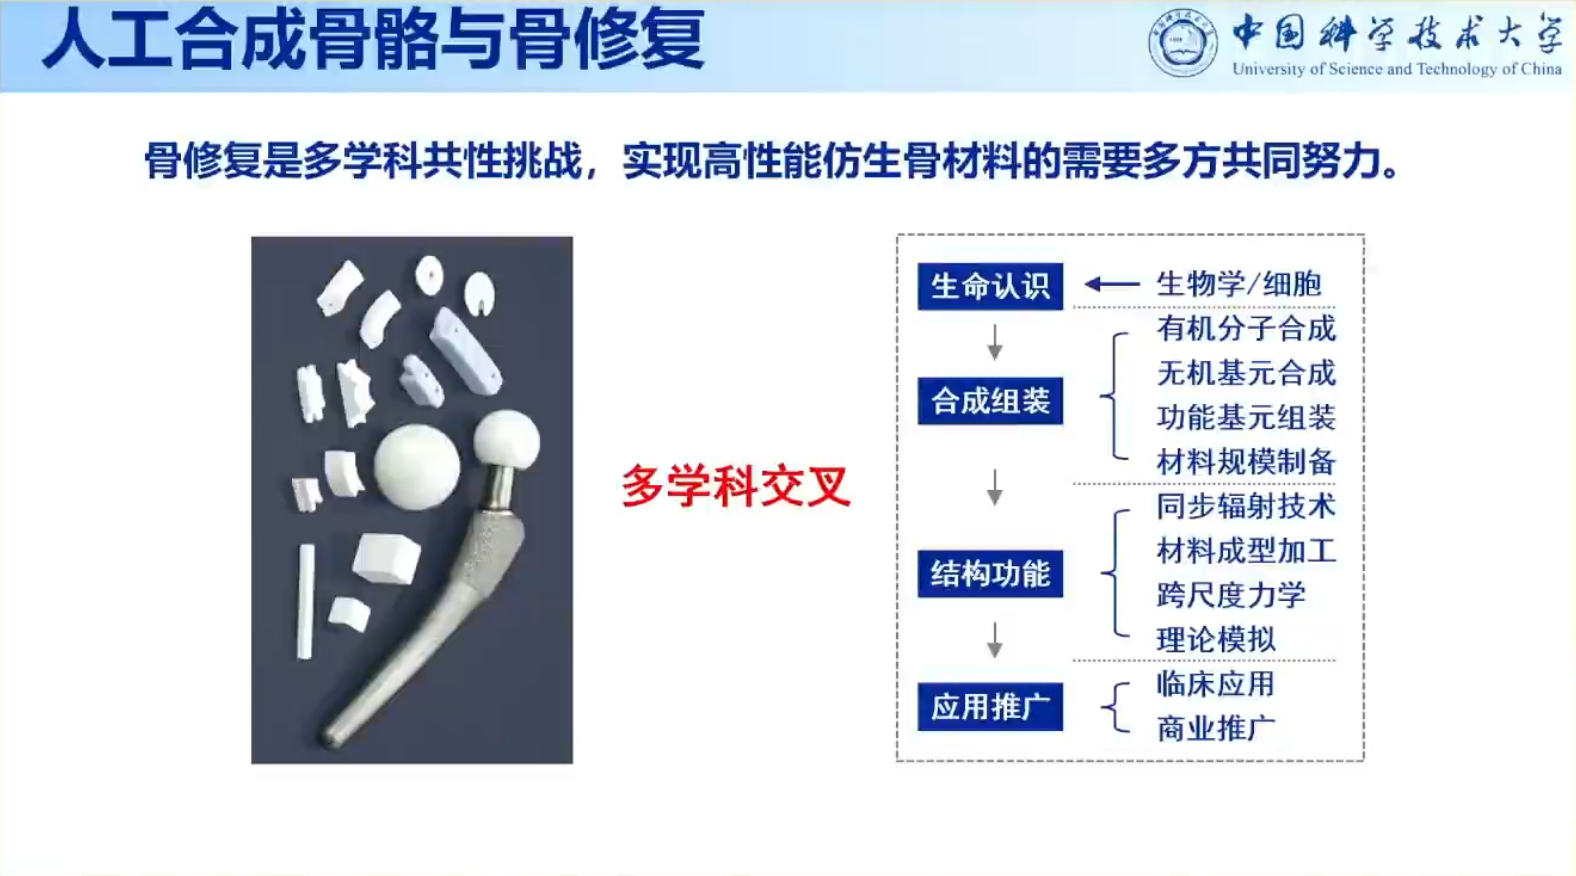 人工合成骨骼与骨修复
中国科学技术大学
University of Science and Technology of China
骨修复是多学科共性挑战，实现高性能仿生骨材料的需要多方共同努力。
多学科交叉
生命认识
生物学/细胞
合成组装
有机分子合成
无机基元合成
功能基元组装
材料规模制备
结构功能
同步辐射技术
材料成型加工
跨尺度力学
理论模拟
应用推广
临床应用
商业推广